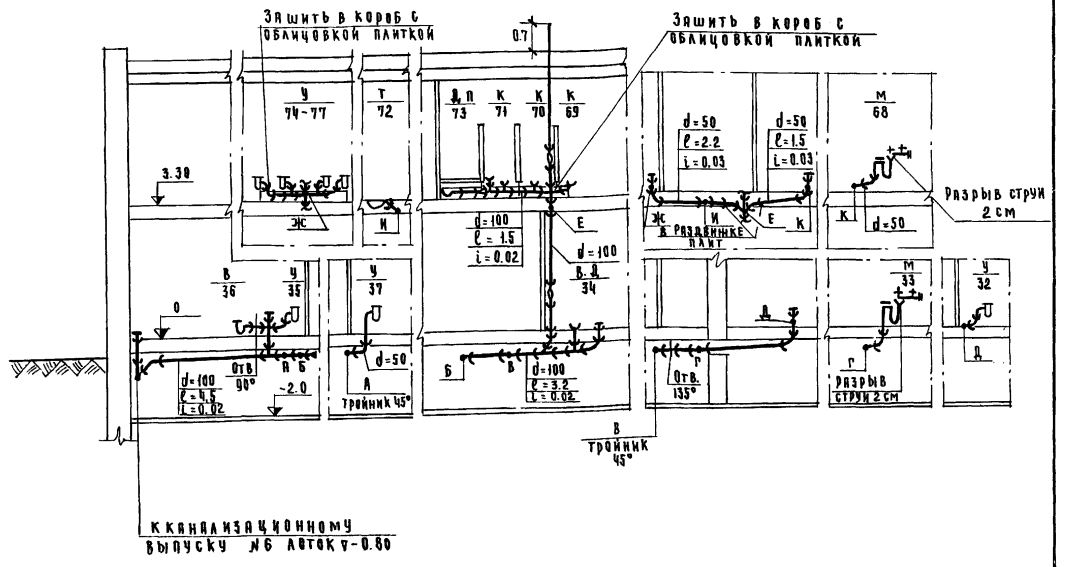 ЗАШИТЬ В КОРОБ С
ОБЛИЦОВКОЙ ПЛИТКОЙ
0.7
ЗАШИТЬ В КОРОБ С
ОБЛИЦОВКОЙ ПЛИТКОЙ
У
74-77
Т
72
Д П
73
К
71
К
70
К
69
М
68
d=50
ℓ=2.2
i=0.03
d=50
ℓ=1.5
i=0.03
3.30
РАЗРЫВ СТРУИ
2 СМ
Ж
И
d=100
ℓ=1.5
i=0.02
Е
Ж
И
Е
К
В РАЗДВИЖКЕ
ПЛИТ
К
d=50
d=100
В
36
У
35
У
37
В.Д
34
М
33
У
32
0
Д
ОТВ
90°
А
Б
d=50
Б
В
d=100
ℓ=3.2
i=0.02
ОТВ.
135°
Г
Г
РАЗРЫВ
СТРУИ 2 СМ
Д
d=100
ℓ=4.5
i=0.02
-2.0
А
ТРОЙНИК 45°
В
ТРОЙНИК
45°
К КАНАЛИЗАЦИОННОМУ
ВЫПУСКУ №6 ЛОТОК ∇-0.80